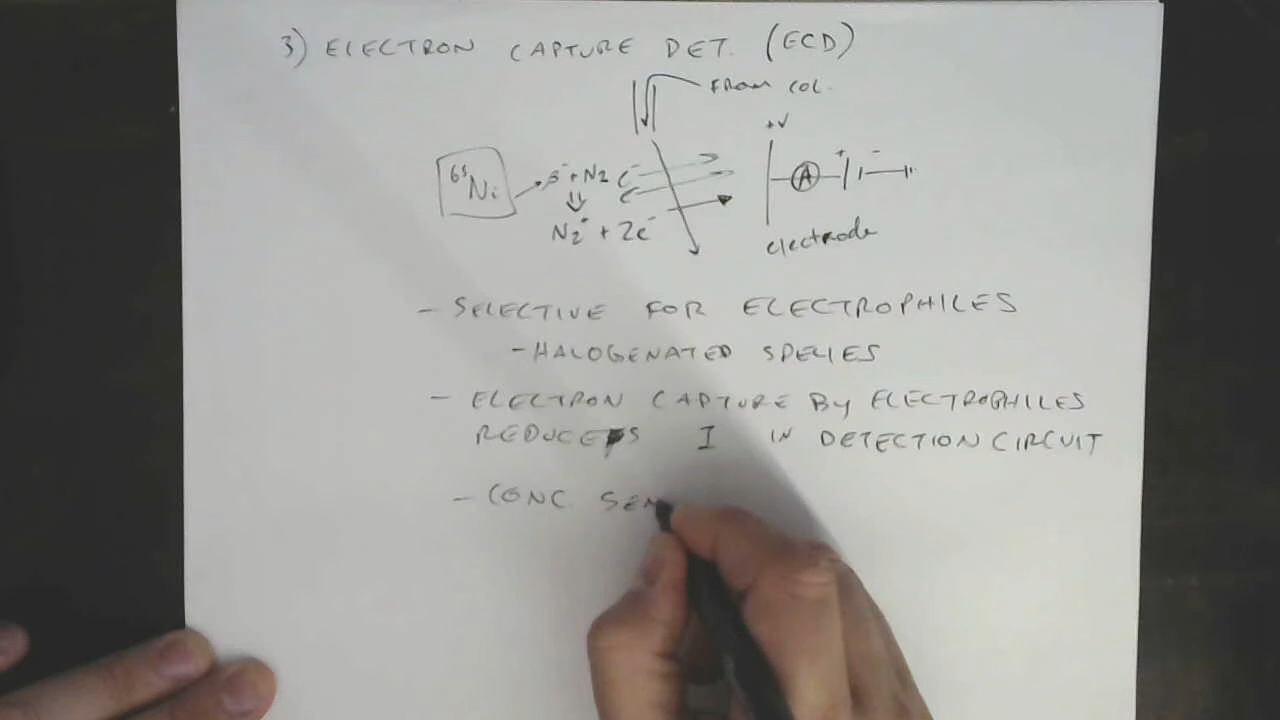 3) ELECTRON CAPTURE DET. (ECD)
FROM COL.
+V
63Ni
β⁻ + N2 e⁻
e⁻
+ -
A
⇓
N2⁺ + 2e⁻
electrode
- SELECTIVE FOR ELECTROPHILES
- HALOGENATED SPECIES
- ELECTRON CAPTURE BY ELECTROPHILES
REDUCES I IN DETECTION CIRCUIT
- CONC. SEN